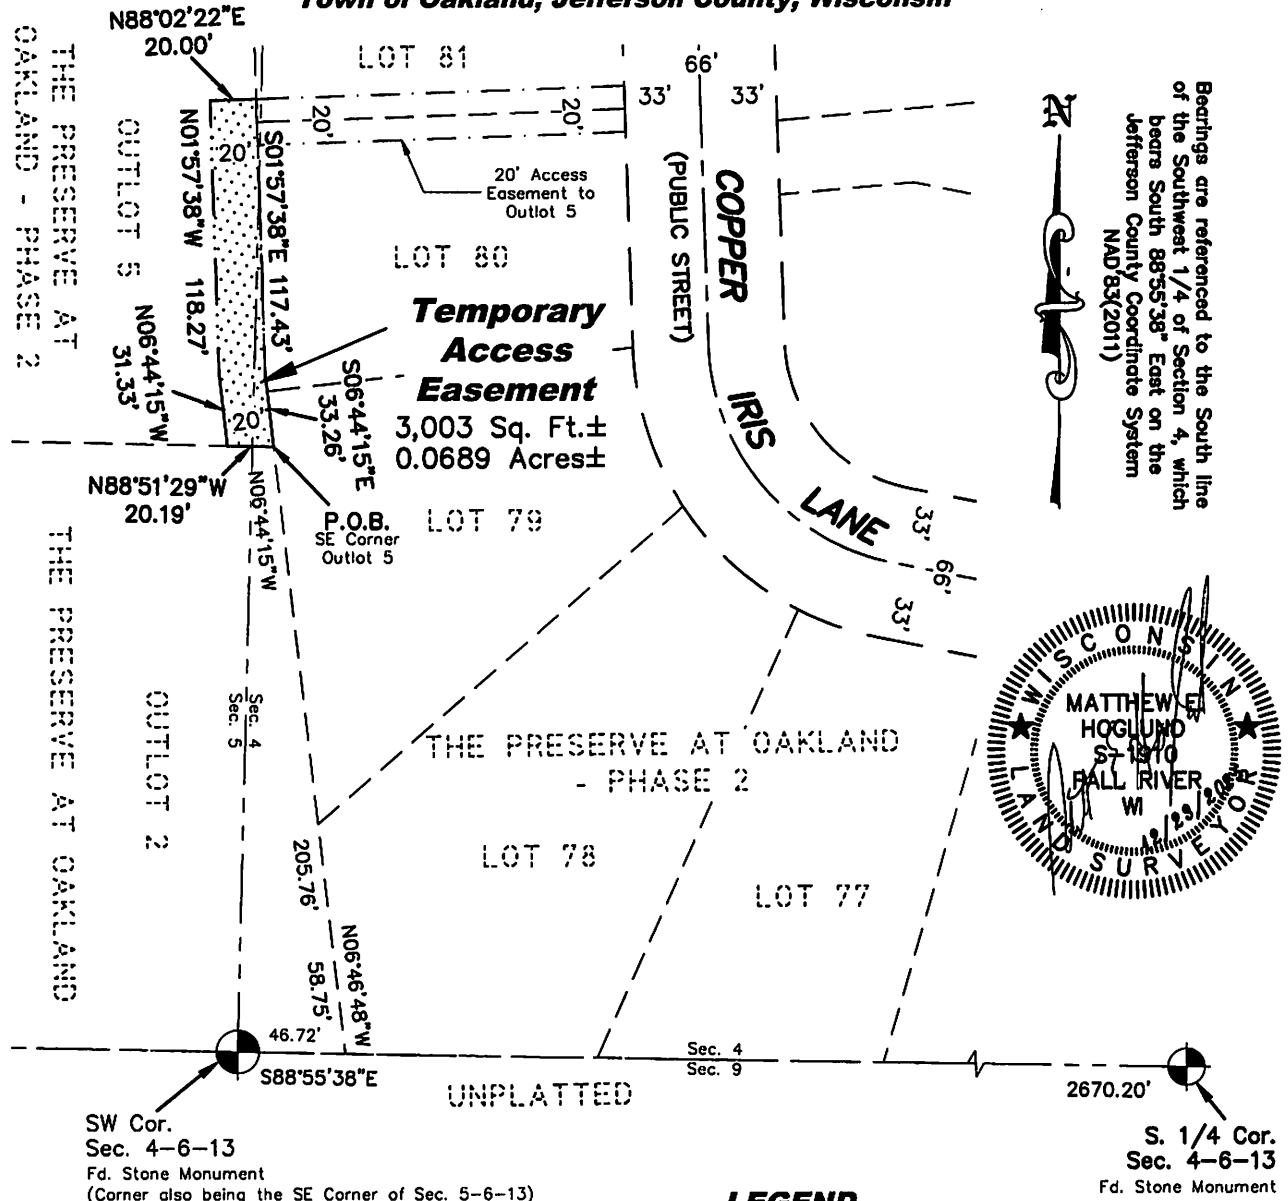 Town of Oakland, Jefferson County, Wisconsin
N88°02'22"E
20.00'
THE PRESERVE AT
OAKLAND - PHASE 2
OUTLOT 5
LOT 81
66'
33'
33'
20'
20'
20'
N01°57'38"W 118.27'
S01°57'38"E 117.43'
20' Access
Easement to
Outlot 5
COPPER
IRIS
LANE
(PUBLIC STREET)
N
Bearings are referenced to the South line
of the Southwest 1/4 of Section 4, which
bears South 88°55'38" East on the
Jefferson County Coordinate System
NAD'83(2011)
LOT 80
Temporary
Access
Easement
3,003 Sq. Ft.±
0.0689 Acres±
N06°44'15"W
31.33'
S06°44'15"E
33.26'
20'
N88°51'29"W
20.19'
N06°44'15"W
P.O.B.
SE Corner
Outlot 5
LOT 79
33'
66'
33'
THE PRESERVE AT OAKLAND
OUTLOT 2
Sec. 4
Sec. 5
THE PRESERVE AT OAKLAND
- PHASE 2
WISCONSIN
MATTHEW E.
HOGLUND
S-1910
FALL RIVER
WI
LAND SURVEYOR
LOT 78
LOT 77
205.76'
N06°46'48"W
58.75'
46.72'
S88°55'38"E
Sec. 4
Sec. 9
UNPLATTED
2670.20'
SW Cor.
Sec. 4-6-13
Fd. Stone Monument
(Corner also being the SE Corner of Sec. 5-6-13)
S. 1/4 Cor.
Sec. 4-6-13
Fd. Stone Monument
LEGEND